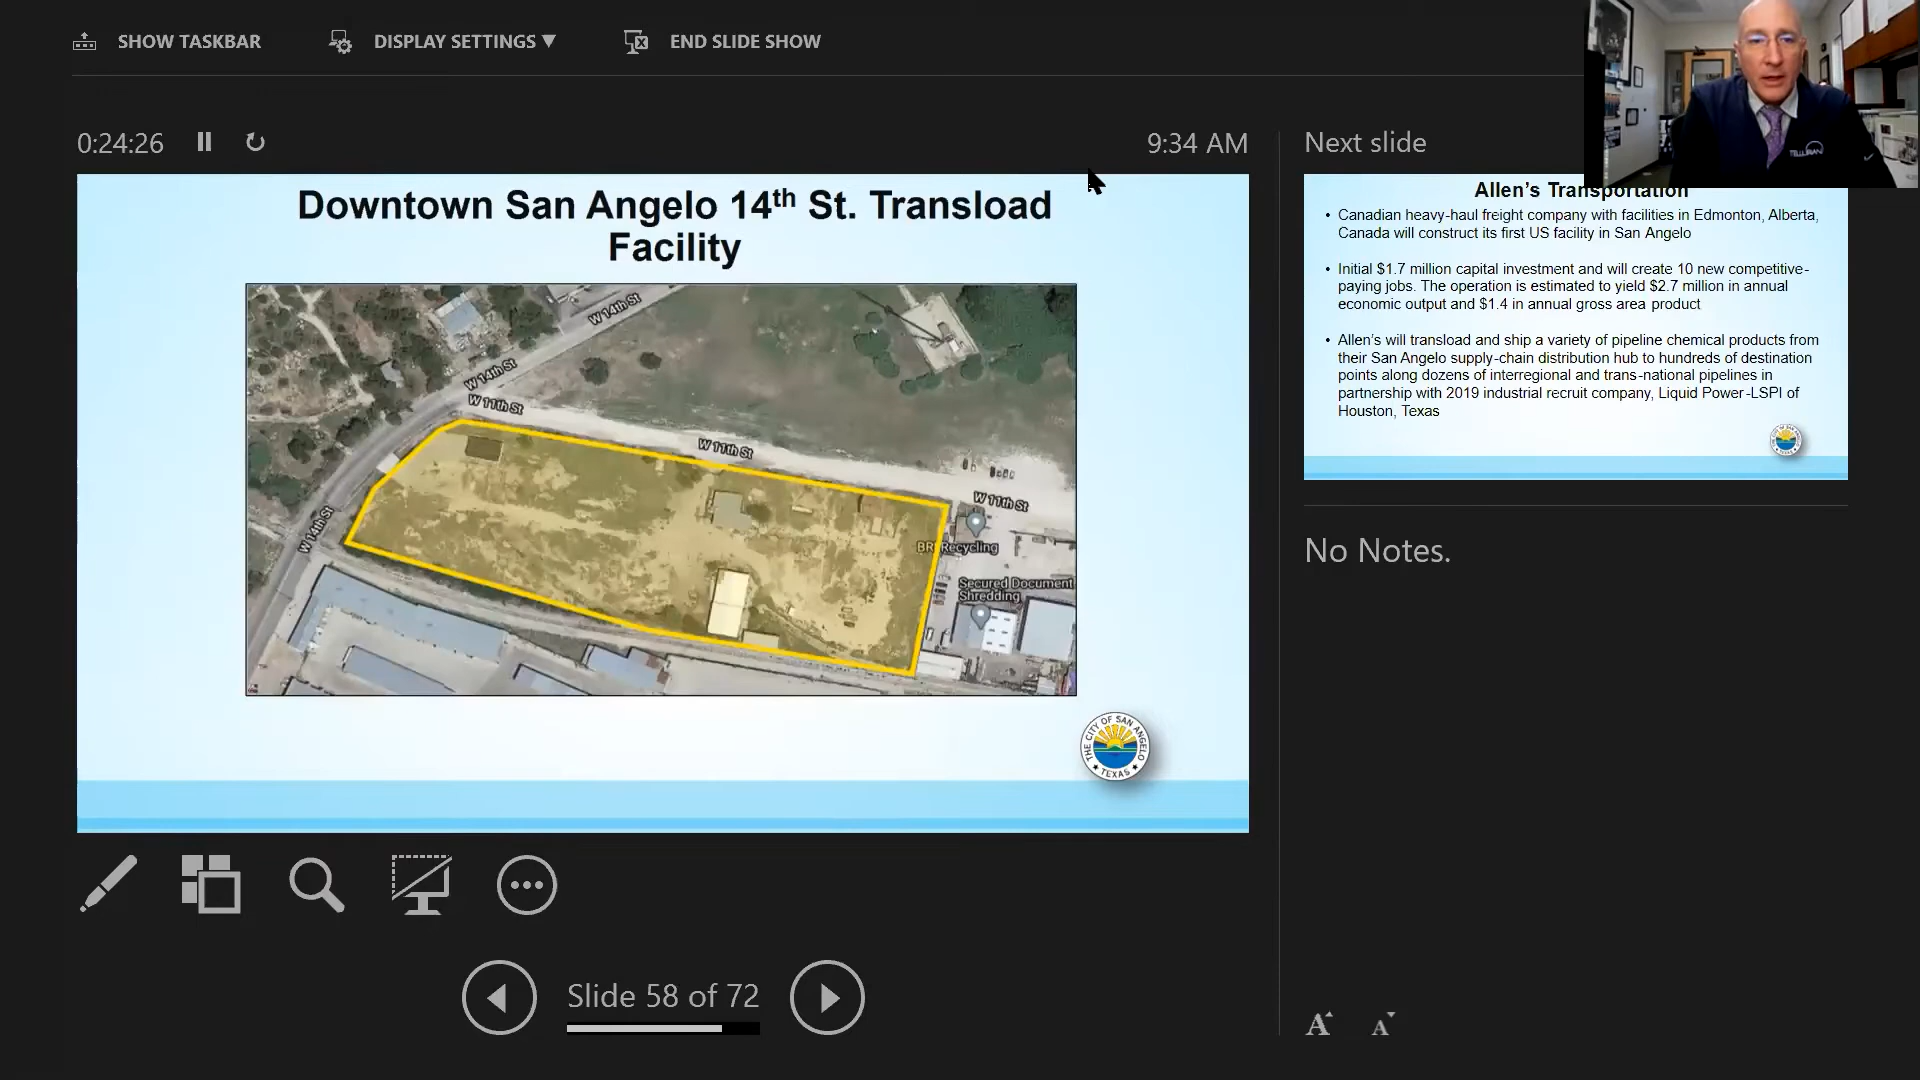 SHOW TASKBAR
DISPLAY SETTINGS ▼
END SLIDE SHOW
0:24:26
9:34 AM
Next slide
Downtown San Angelo 14th St. Transload
Facility
W 14th St
W 14th St
W 11th St
W 11th St
W 11th St
W 14th St
BRI Recycling
Secured Document
Shredding
THE CITY OF SAN ANGELO
TEXAS
Allen's Transportation
• Canadian heavy-haul freight company with facilities in Edmonton, Alberta,
Canada will construct its first US facility in San Angelo
• Initial $1.7 million capital investment and will create 10 new competitive-
paying jobs. The operation is estimated to yield $2.7 million in annual
economic output and $1.4 in annual gross area product
• Allen's will transload and ship a variety of pipeline chemical products from
their San Angelo supply-chain distribution hub to hundreds of destination
points along dozens of interregional and trans-national pipelines in
partnership with 2019 industrial recruit company, Liquid Power-LSPI of
Houston, Texas
No Notes.
Slide 58 of 72
TELLURIAN